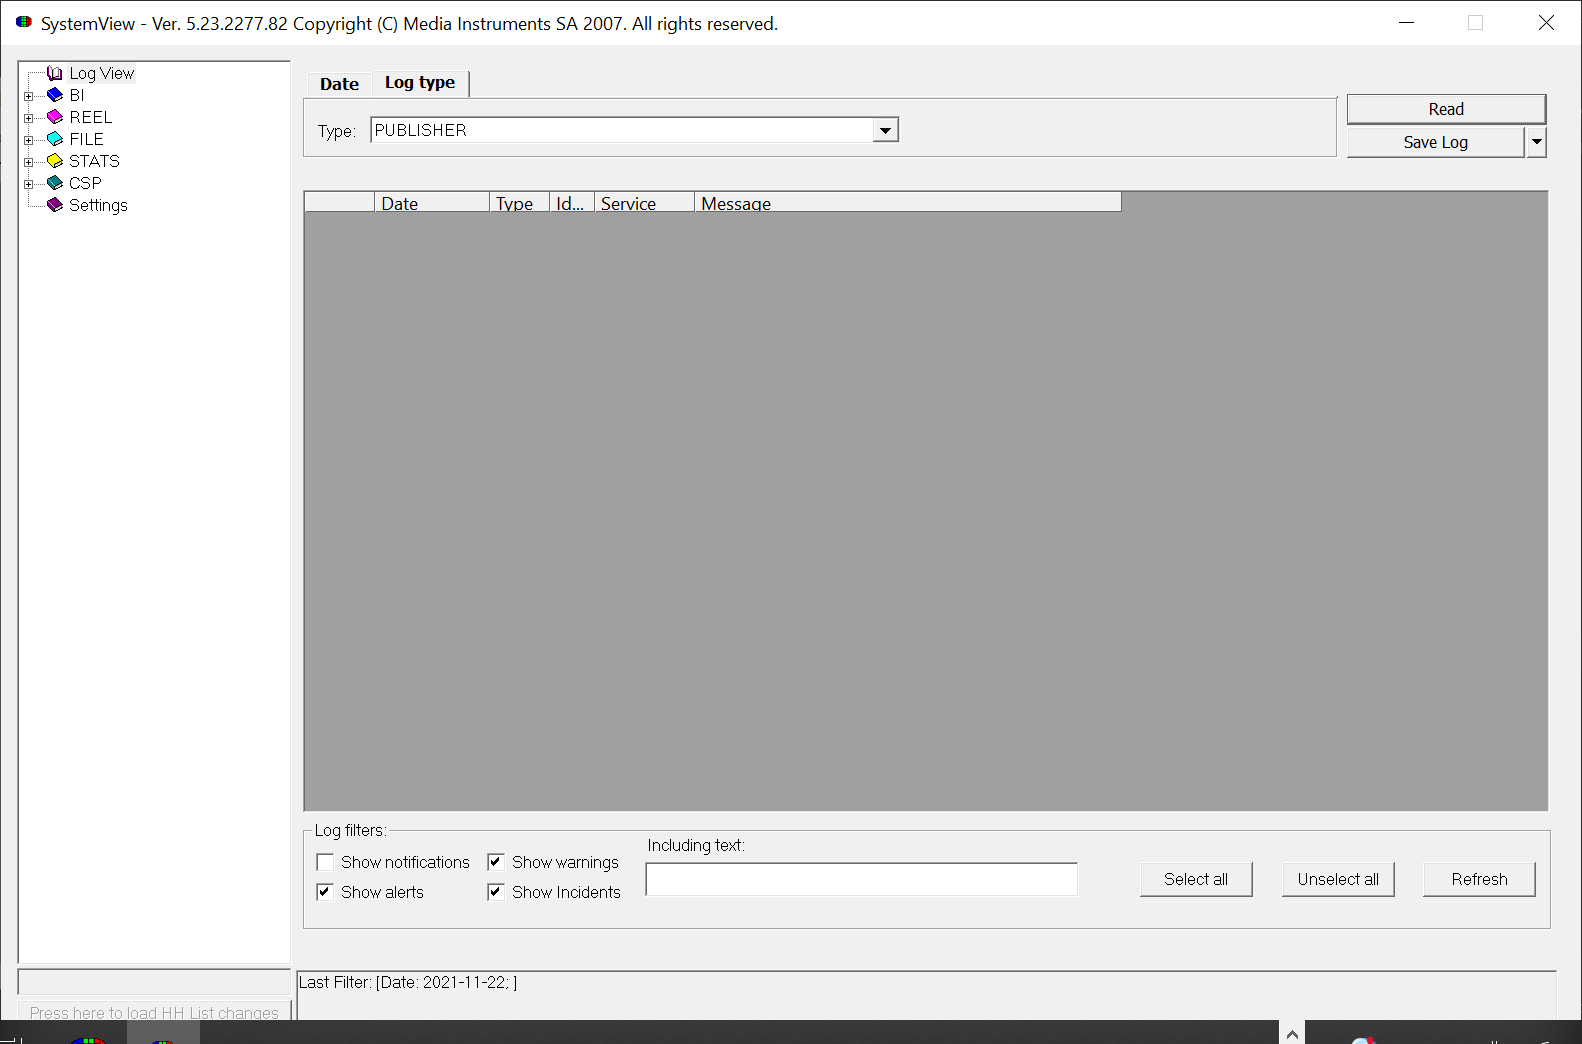 SystemView - Ver. 5.23.2277.82 Copyright (C) Media Instruments SA 2007. All rights reserved.
Log View
BI
REEL
FILE
STATS
CSP
Settings
Date
Log type
Type:
PUBLISHER
Read
Save Log
Date
Type
Id...
Service
Message
Log filters:
Show notifications
Show warnings
Show alerts
Show Incidents
Including text:
Select all
Unselect all
Refresh
Last Filter: [Date: 2021-11-22; ]
Press here to load HH List changes